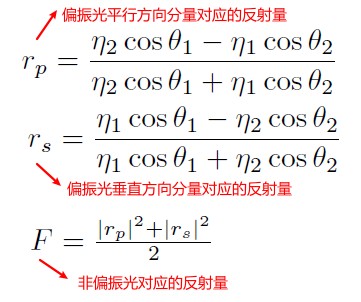 偏振光平行方向分量对应的反射量
r_p = \frac{\eta_2 \cos\theta_1 - \eta_1 \cos\theta_2}{\eta_2 \cos\theta_1 + \eta_1 \cos\theta_2}
r_s = \frac{\eta_1 \cos\theta_1 - \eta_2 \cos\theta_2}{\eta_1 \cos\theta_1 + \eta_2 \cos\theta_2}
偏振光垂直方向分量对应的反射量
F = \frac{|r_p|^2+|r_s|^2}{2}
非偏振光对应的反射量